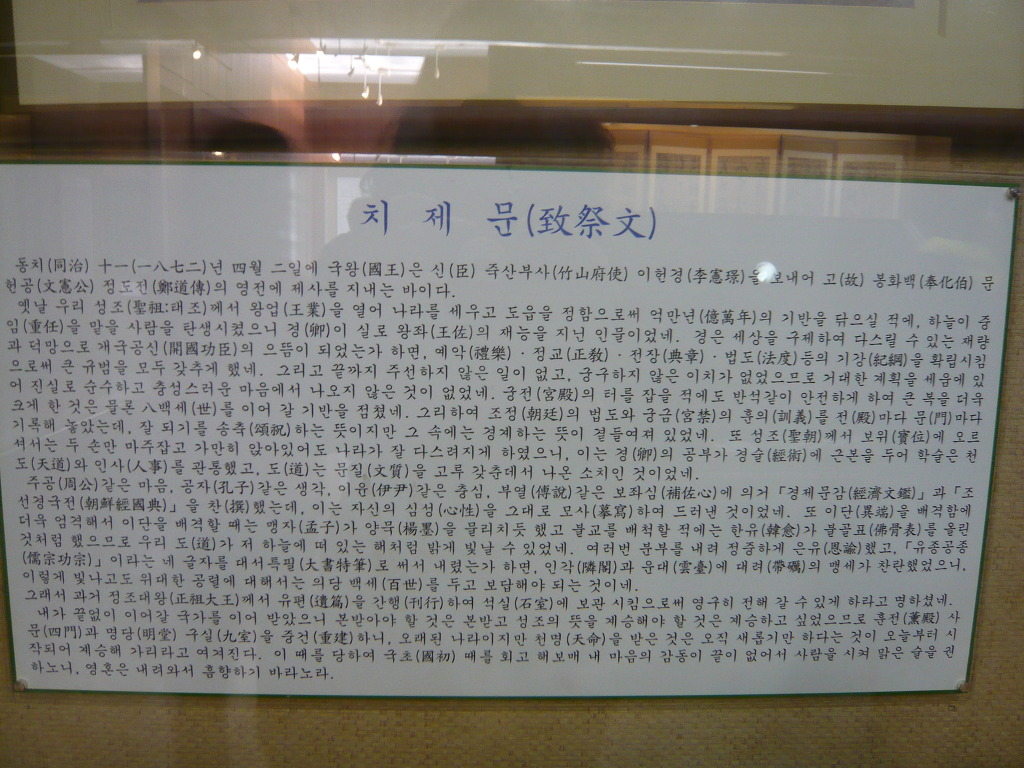 치 제 문(致祭文)
동치(同治) 十一(一八七二)년 四월 二일에 국왕(國王)은 신(臣) 죽산부사(竹山府使) 이헌경(李憲璟)을 보내어 고(故) 봉화백(奉化伯) 문
헌공(文憲公) 정도전(鄭道傳)의 영전에 제사를 지내는 바이다.
옛날 우리 성조(聖祖:태조)께서 왕업(王業)을 열어 나라를 세우고 도읍을 정함으로써 억만년(億萬年)의 기반을 닦으실 적에, 하늘이 중
임(重任)을 맡을 사람을 탄생시켰으니 경(卿)이 실로 왕좌(王佐)의 재능을 지닌 인물이었네. 경은 세상을 구제하여 다스릴 수 있는 재량
과 덕망으로 개국공신(開國功臣)의 으뜸이 되었는가 하면, 예악(禮樂)·정교(正敎)·전장(典章)·법도(法度)등의 기강(紀綱)을 확립시킴
으로써 큰 규범을 모두 갖추게 했네. 그리고 끝까지 주선하지 않은 일이 없고, 궁구하지 않은 이치가 없었으므로 거대한 계획을 세움에 있
어 진실로 순수하고 충성스러운 마음에서 나오지 않은 것이 없었네. 궁전(宮殿)의 터를 잡을 적에도 반석같이 안전하게 하여 큰 복을 더욱
크게 한 것은 물론 八백세(世)를 이어 갈 기반을 점쳤네. 그리하여 조정(朝廷)의 법도와 궁금(宮禁)의 훈의(訓義)를 전(殿)마다 문(門)마다
기록해 놓았는데, 잘 되기를 송축(頌祝)하는 뜻이지만 그 속에는 경계하는 뜻이 곁들여져 있었네. 또 성조(聖朝)께서 보위(寶位)에 오르
셔서는 두 손만 마주잡고 가만히 앉아있어도 나라가 잘 다스려지게 하였으니, 이는 경(卿)의 공부가 경술(經術)에 근본을 두어 학술은 천
도(天道)와 인사(人事)를 관통했고, 도(道)는 문질(文質)을 고루 갖춘데서 나온 소치인 것이었네.
주공(周公)같은 마음, 공자(孔子)같은 생각, 이윤(伊尹)같은 충심, 부열(傅說)같은 보좌심(補佐心)에 의거「경제문감(經濟文鑑)」과「조
선경국전(朝鮮經國典)」을 찬(撰)했는데, 이는 자신의 심성(心性)을 그대로 모사(摹寫)하여 드러낸 것이었네. 또 이단(異端)을 배격함에
더욱 엄격해서 이단을 배격할 때는 맹자(孟子)가 양묵(楊墨)을 물리치듯 했고 불교를 배척할 적에는 한유(韓愈)가 불골표(佛骨表)를 올린
것처럼 했으므로 우리 도(道)가 저 하늘에 떠 있는 해처럼 밝게 빛날 수 있었네. 여러번 분부를 내려 정중하게 은유(恩諭)했고,「유종공종
(儒宗功宗)」이라는 네 글자를 대서특필(大書特筆)로 써서 내렸는가 하면, 인각(隣閣)과 운대(雲臺)에 대려(帶礪)의 맹세가 찬란했었으니,
이렇게 빛나고도 위대한 공렬에 대해서는 의당 백세(百世)를 두고 보답해야 되는 것이네.
그래서 과거 정조대왕(正祖大王)께서 유편(遺篇)을 간행(刊行)하여 석실(石室)에 보관 시킴으로써 영구히 전해 갈 수 있게 하라고 명하셨네.
내가 끝없이 이어갈 국가를 이어 받았으니 본받아야 할 것은 본받고 성조의 뜻을 계승해야 할 것은 계승하고 싶었으므로 훈전(薰殿) 사
문(四門)과 명당(明堂) 구실(九室)을 중건(重建)하니, 오래된 나라이지만 천명(天命)을 받은 것은 오직 새롭기만 하다는 것이 오늘부터 시
작되어 계승해 가리라고 여겨진다. 이 때를 당하여 국초(國初) 때를 회고 해보매 내 마음의 감동이 끝이 없어서 사람을 시켜 맑은 술을 권
하노니, 영혼은 내려와서 흠향하기 바라노라.